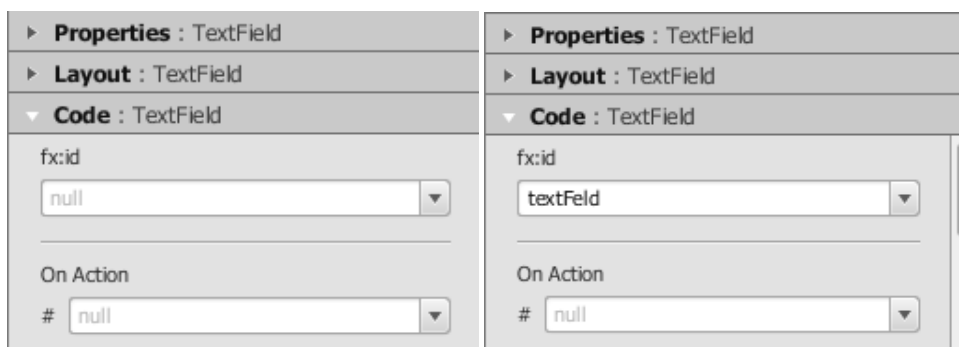 Properties : TextField
Layout : TextField
Code : TextField
fx:id
null
On Action
# null
Properties : TextField
Layout : TextField
Code : TextField
fx:id
textFeld
On Action
# null